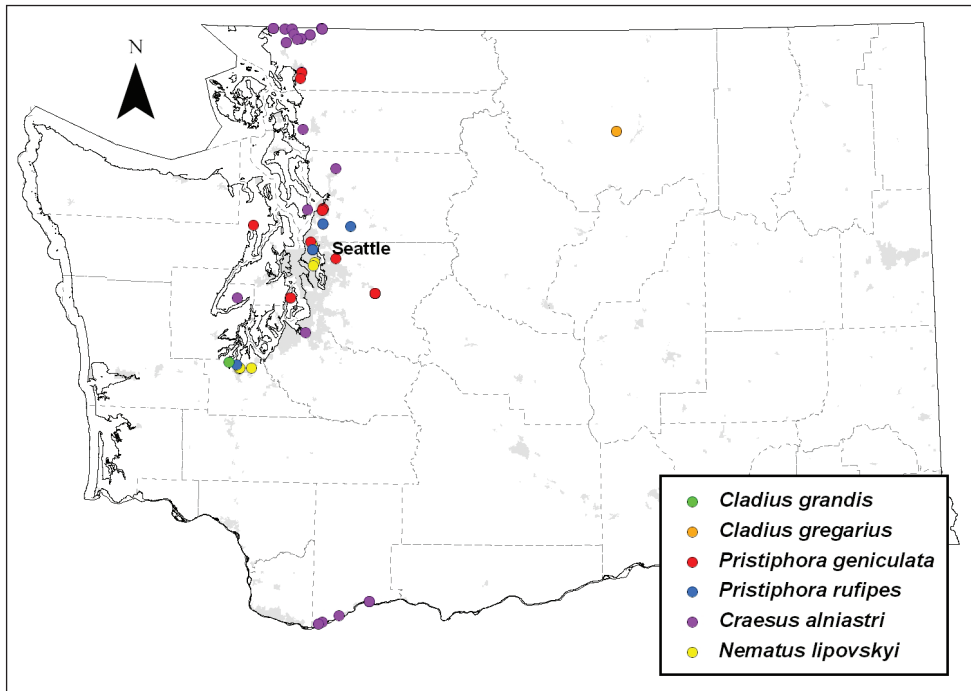 N
Seattle
Cladius grandis
Cladius gregarius
Pristiphora geniculata
Pristiphora rufipes
Craesus alniastri
Nematus lipovskyi